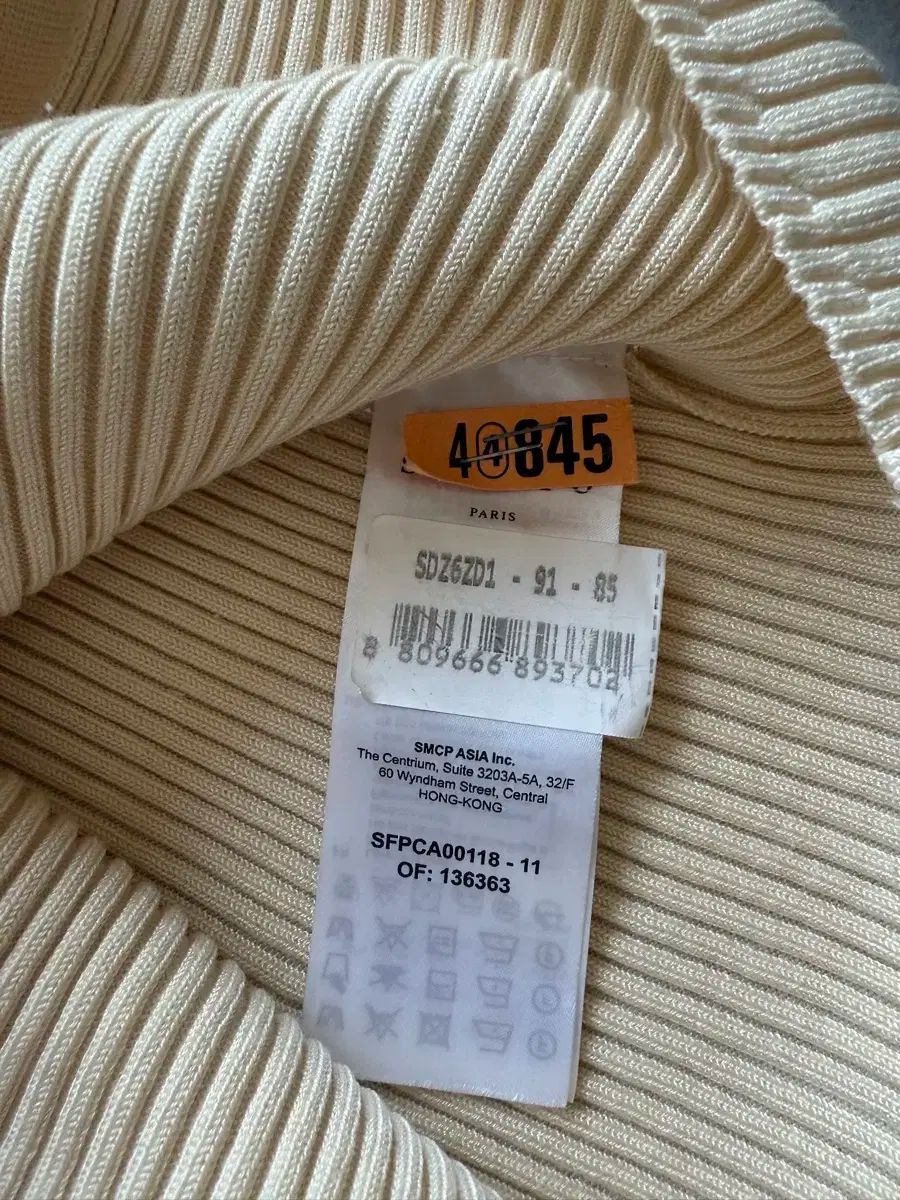 44845
PARIS
SDZ6ZD1 - 91 - 85
8 809666 893702
SMCP ASIA Inc.
The Centrium, Suite 3203A-5A, 32/F
60 Wyndham Street, Central
HONG-KONG
SFPCA00118 - 11
OF: 136363